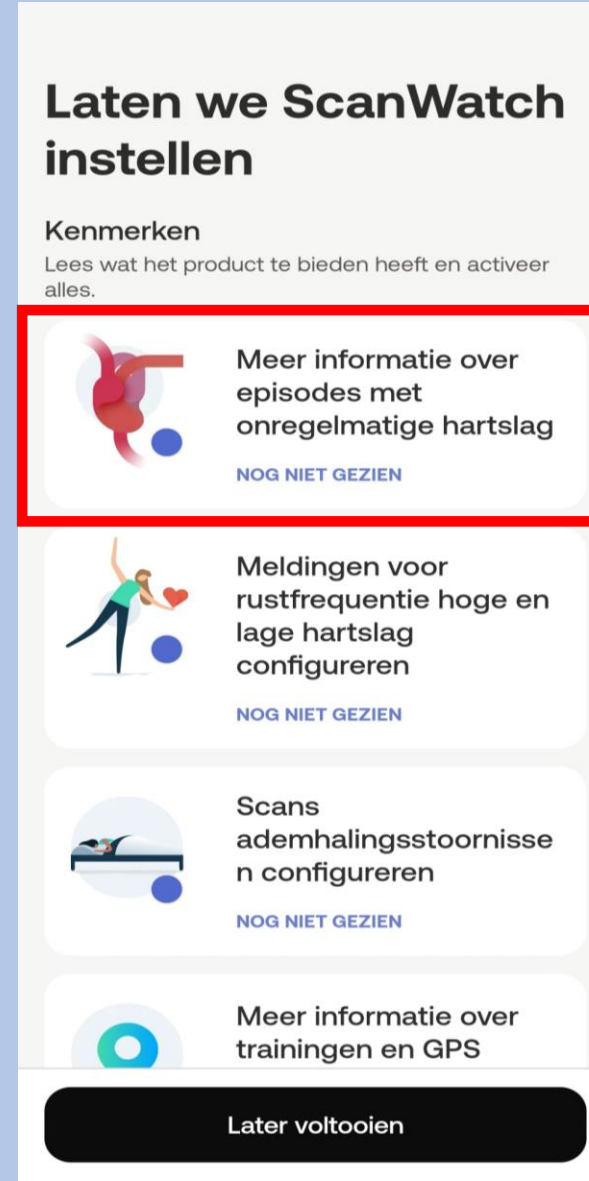 Laten we ScanWatch
instellen
Kenmerken
Lees wat het product te bieden heeft en activeer
alles.
Meer informatie over
episodes met
onregelmatige hartslag
NOG NIET GEZIEN
Meldingen voor
rustfrequentie hoge en
lage hartslag
configureren
NOG NIET GEZIEN
Scans
ademhalingsstoornisse
n configureren
NOG NIET GEZIEN
Meer informatie over
trainingen en GPS
Later voltooien